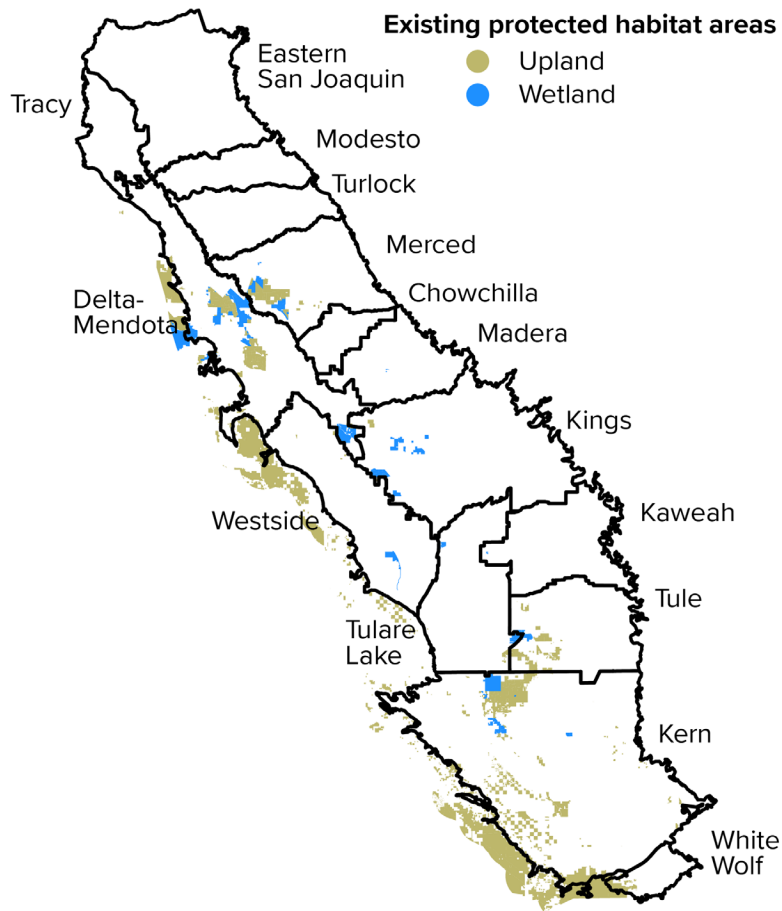 Existing protected habitat areas
Upland
Wetland
Eastern
San Joaquin
Tracy
Modesto
Turlock
Merced
Delta-
Mendota
Chowchilla
Madera
Kings
Westside
Kaweah
Tule
Tulare
Lake
Kern
White
Wolf